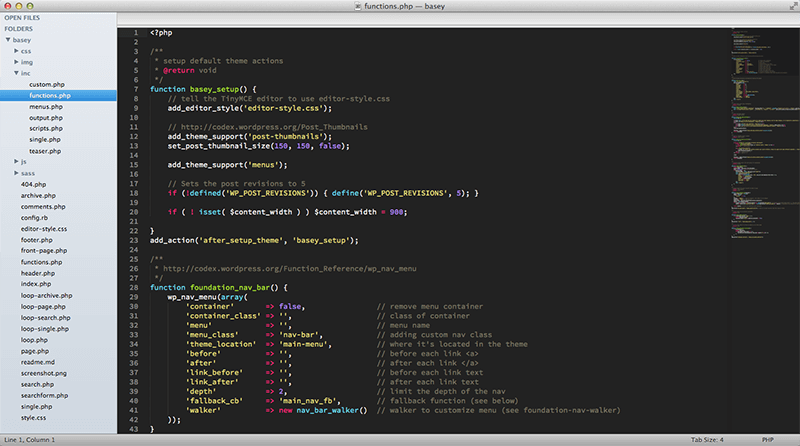 functions.php — basey
OPEN FILES
FOLDERS
basey
css
img
inc
custom.php
functions.php
menus.php
output.php
scripts.php
single.php
teaser.php
js
sass
404.php
archive.php
comments.php
config.rb
editor-style.css
footer.php
front-page.php
functions.php
header.php
index.php
loop-archive.php
loop-page.php
loop-search.php
loop-single.php
loop.php
page.php
readme.md
screenshot.png
search.php
searchform.php
single.php
style.css
1 <?php
2
3 /**
4 * setup default theme actions
5 * @return void
6 */
7 function basey_setup() {
8 // tell the TinyMCE editor to use editor-style.css
9 add_editor_style('editor-style.css');
10
11 // http://codex.wordpress.org/Post_Thumbnails
12 add_theme_support('post-thumbnails');
13 set_post_thumbnail_size(150, 150, false);
14
15 add_theme_support('menus');
16
17 // Sets the post revisions to 5
18 if (!defined('WP_POST_REVISIONS')) { define('WP_POST_REVISIONS', 5); }
19
20 if ( ! isset( $content_width ) ) $content_width = 900;
21
22 }
23 add_action('after_setup_theme', 'basey_setup');
24
25 /**
26 * http://codex.wordpress.org/Function_Reference/wp_nav_menu
27 */
28 function foundation_nav_bar() {
29 wp_nav_menu(array(
30 'container' => false, // remove menu container
31 'container_class' => '', // class of container
32 'menu' => '', // menu name
33 'menu_class' => 'nav-bar', // adding custom nav class
34 'theme_location' => 'main-menu', // where it's located in the theme
35 'before' => '', // before each link <a>
36 'after' => '', // after each link </a>
37 'link_before' => '', // before each link text
38 'link_after' => '', // after each link text
39 'depth' => 2, // limit the depth of the nav
40 'fallback_cb' => 'main_nav_fb', // fallback function (see below)
41 'walker' => new nav_bar_walker() // walker to customize menu (see foundation-nav-walker)
42 ));
43 }
Line 1, Column 1
Tab Size: 4
PHP